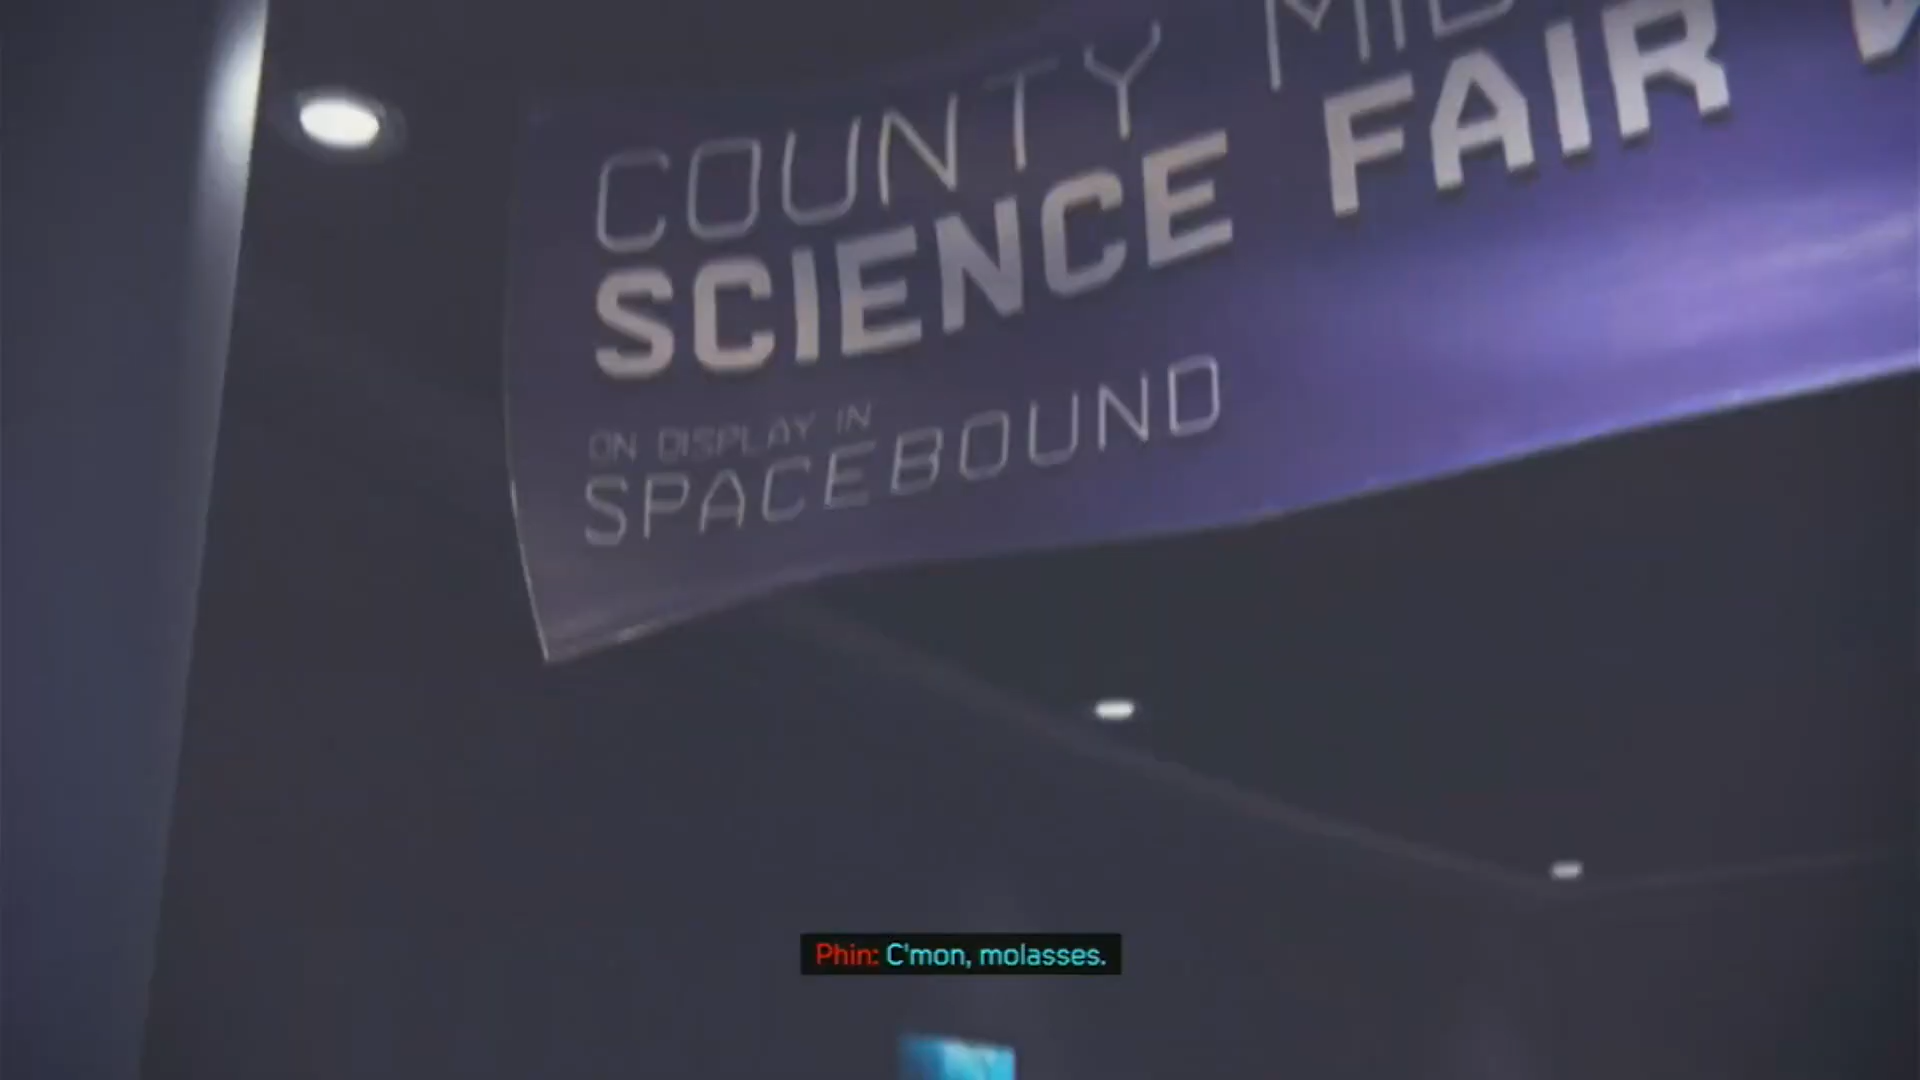 COUNTY
SCIENCE FAIR
ON DISPLAY IN
SPACEBOUND
Phin: C'mon, molasses.